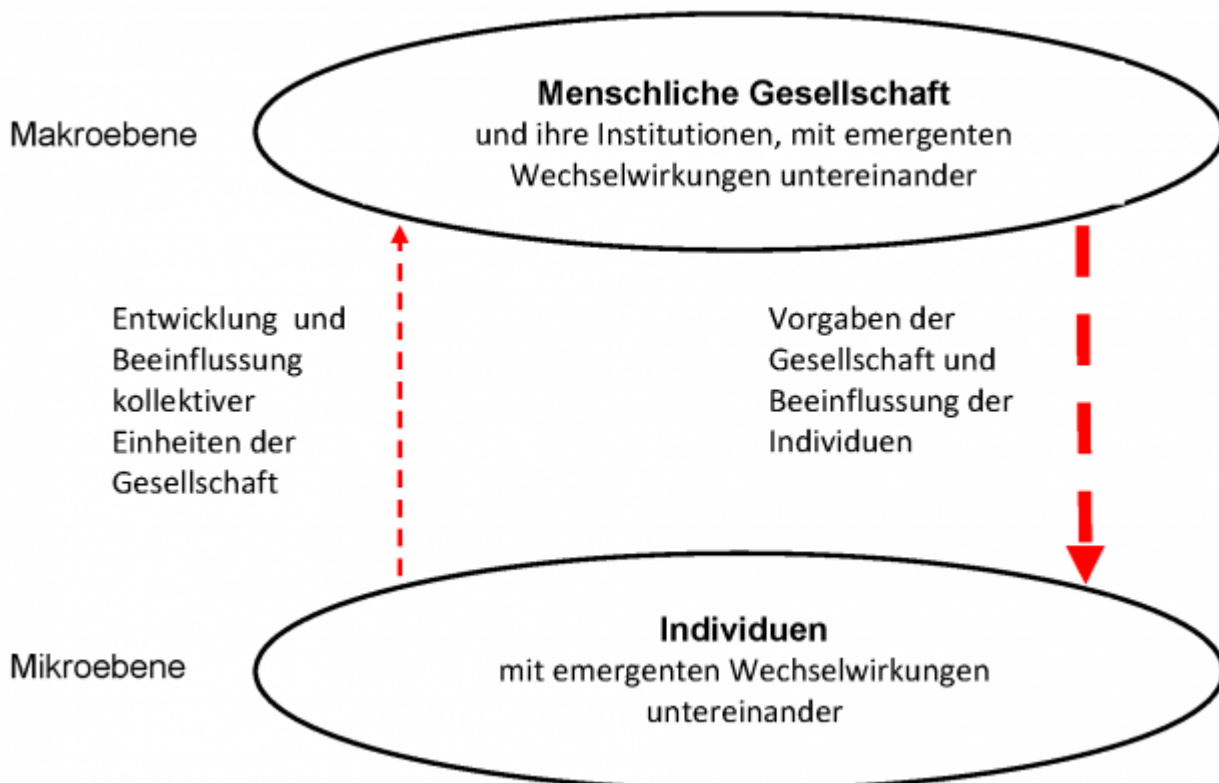 Menschliche Gesellschaft
Makroebene
und ihre Institutionen, mit emergenten
Wechselwirkungen untereinander
Entwicklung und
Beeinflussung
kollektiver
Einheiten der
Gesellschaft
Vorgaben der
Gesellschaft und
Beeinflussung der
Individuen
Individuen
Mikroebene
mit emergenten Wechselwirkungen
untereinander